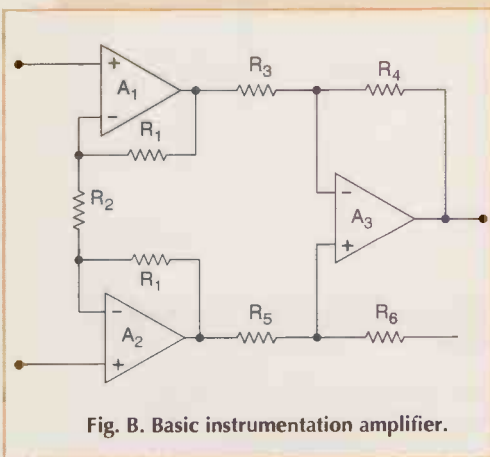 +
A1
−
R1
R2
R1
−
A2
+
R3
R4
−
A3
+
R5
R6
Fig. B. Basic instrumentation amplifier.